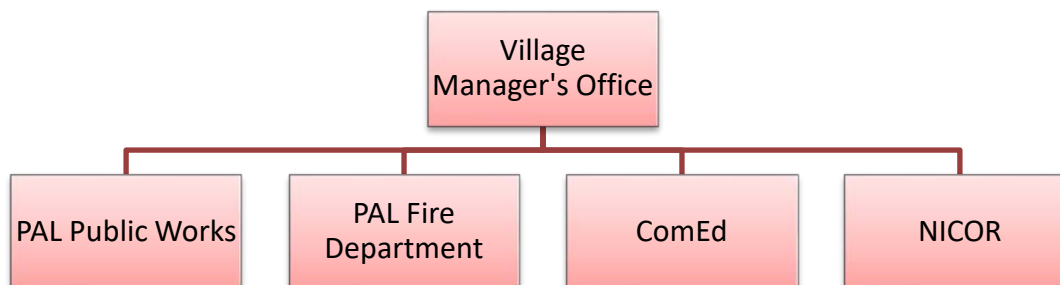 Village
Manager's Office
PAL Public Works
PAL Fire
Department
ComEd
NICOR